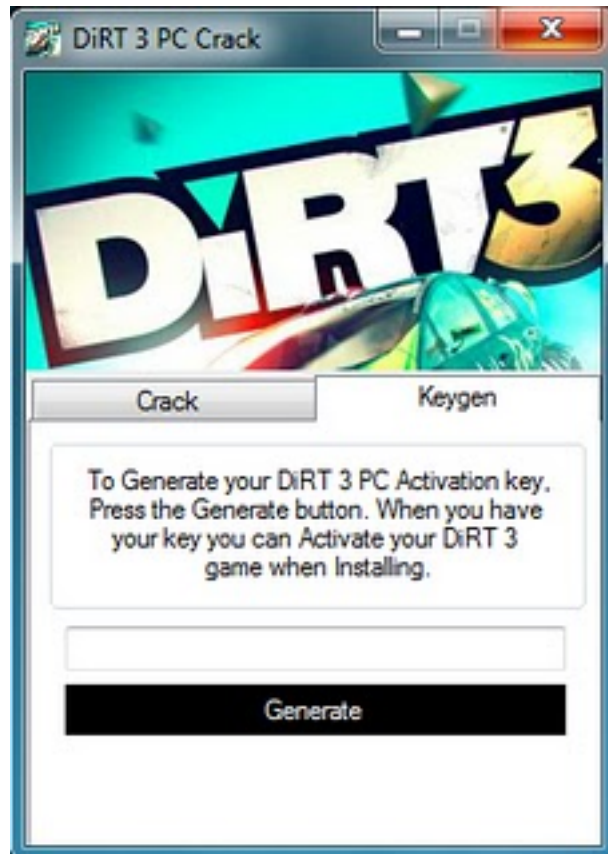 DiRT 3 PC Crack
DiRT3
Crack
Keygen
To Generate your DiRT 3 PC Activation key,
Press the Generate button. When you have
your key you can Activate your DiRT 3
game when Installing.
Generate